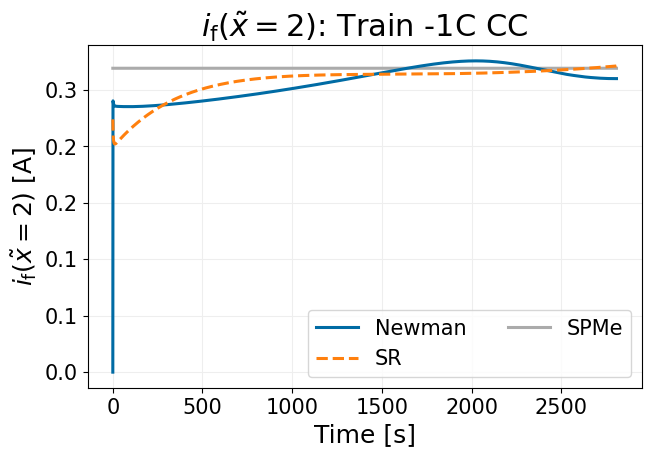 i_f(x̃ = 2): Train -1C CC
i_f(x̃ = 2) [A]
0.3
0.2
0.2
0.1
0.1
0.0
0 500 1000 1500 2000 2500
Time [s]
Newman SPMe
SR